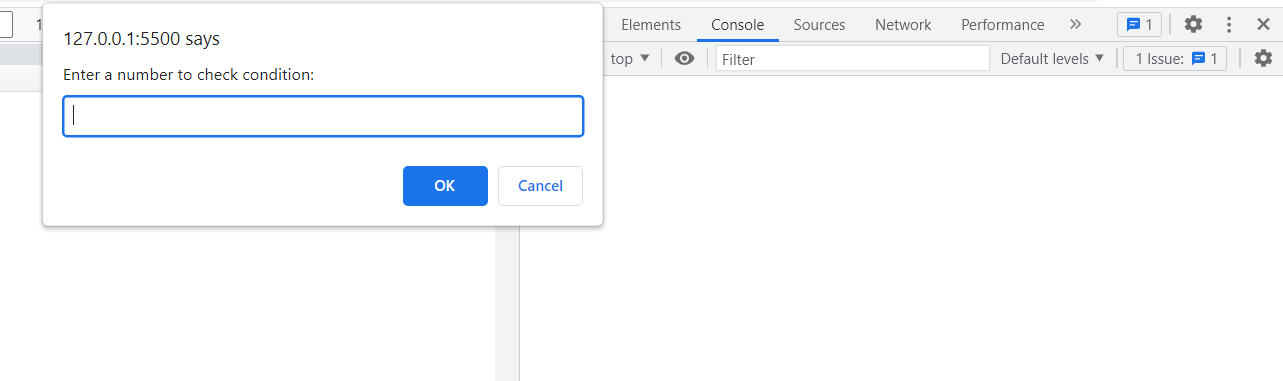 127.0.0.1:5500 says
Enter a number to check condition:
OK Cancel
1
Elements Console Sources Network Performance » 1
top ▼ Filter Default levels ▼ 1 Issue: 1